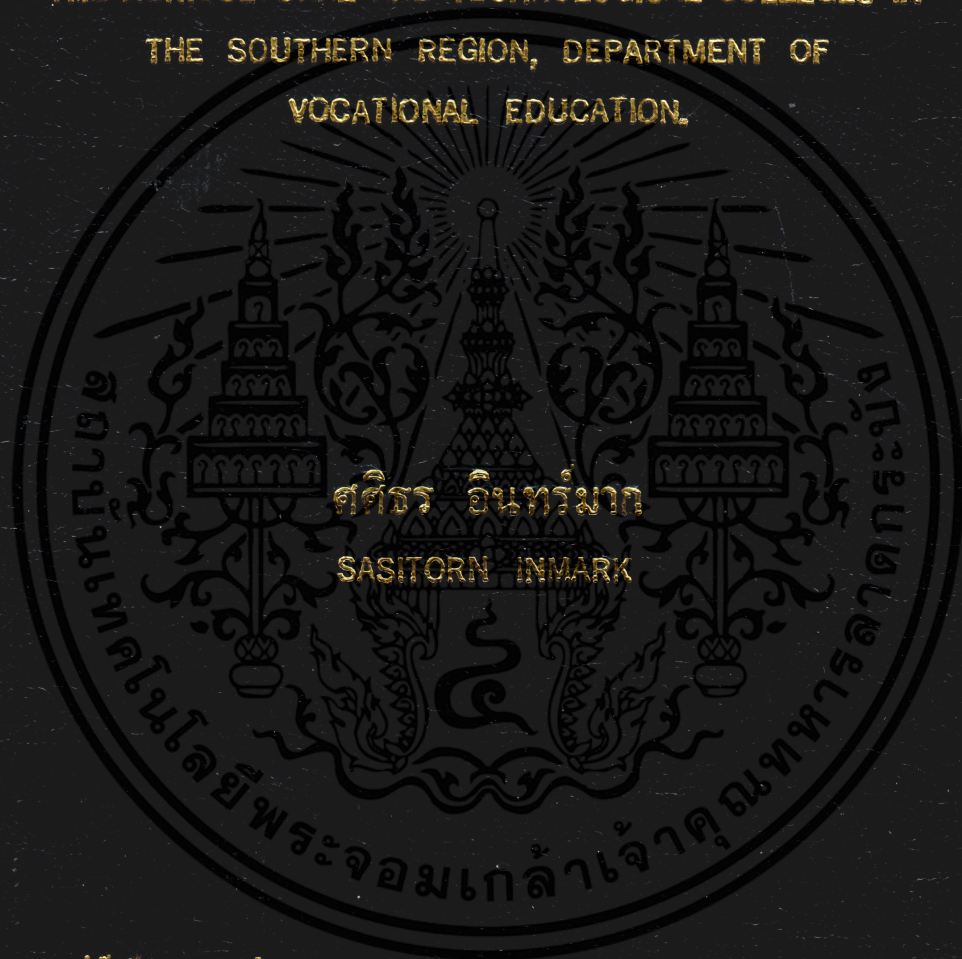 THE SOUTHERN REGION, DEPARTMENT OF
VOCATIONAL EDUCATION.
ศศิธร อินทร์มาก
SASITORN INMARK
สถาบันเทคโนโลยีพระจอมเกล้าเจ้าคุณทหารลาดกระบัง
๔